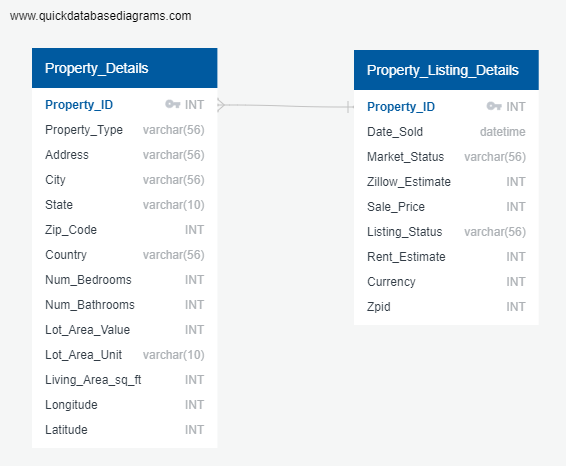 www.quickdatabasediagrams.com
Property_Details
Property_ID INT
Property_Type varchar(56)
Address varchar(56)
City varchar(56)
State varchar(10)
Zip_Code INT
Country varchar(56)
Num_Bedrooms INT
Num_Bathrooms INT
Lot_Area_Value INT
Lot_Area_Unit varchar(10)
Living_Area_sq_ft INT
Longitude INT
Latitude INT
Property_Listing_Details
Property_ID INT
Date_Sold datetime
Market_Status varchar(56)
Zillow_Estimate INT
Sale_Price INT
Listing_Status varchar(56)
Rent_Estimate INT
Currency INT
Zpid INT